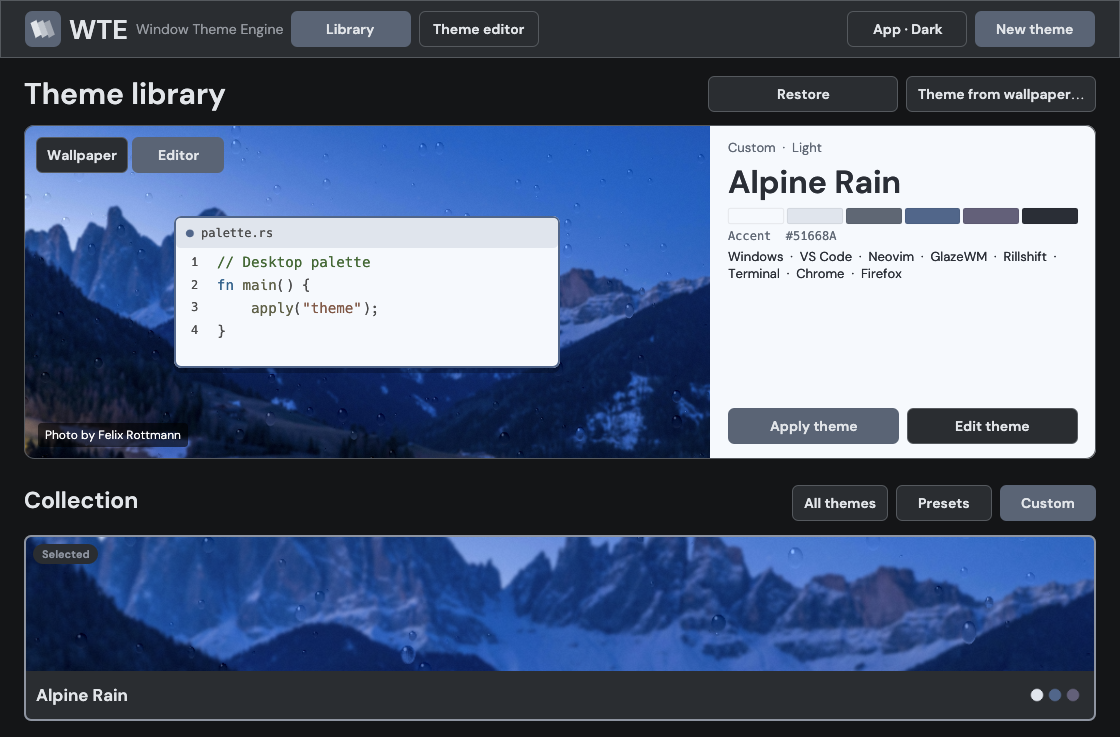 WTE Window Theme Engine Library Theme editor App · Dark New theme
Theme library Restore Theme from wallpaper...
Wallpaper Editor
palette.rs
1 // Desktop palette
2 fn main() {
3     apply("theme");
4 }
Photo by Felix Rottmann
Custom · Light
Alpine Rain
Accent #51668A
Windows · VS Code · Neovim · GlazeWM · Rillshift ·
Terminal · Chrome · Firefox
Apply theme Edit theme
Collection All themes Presets Custom
Selected
Alpine Rain